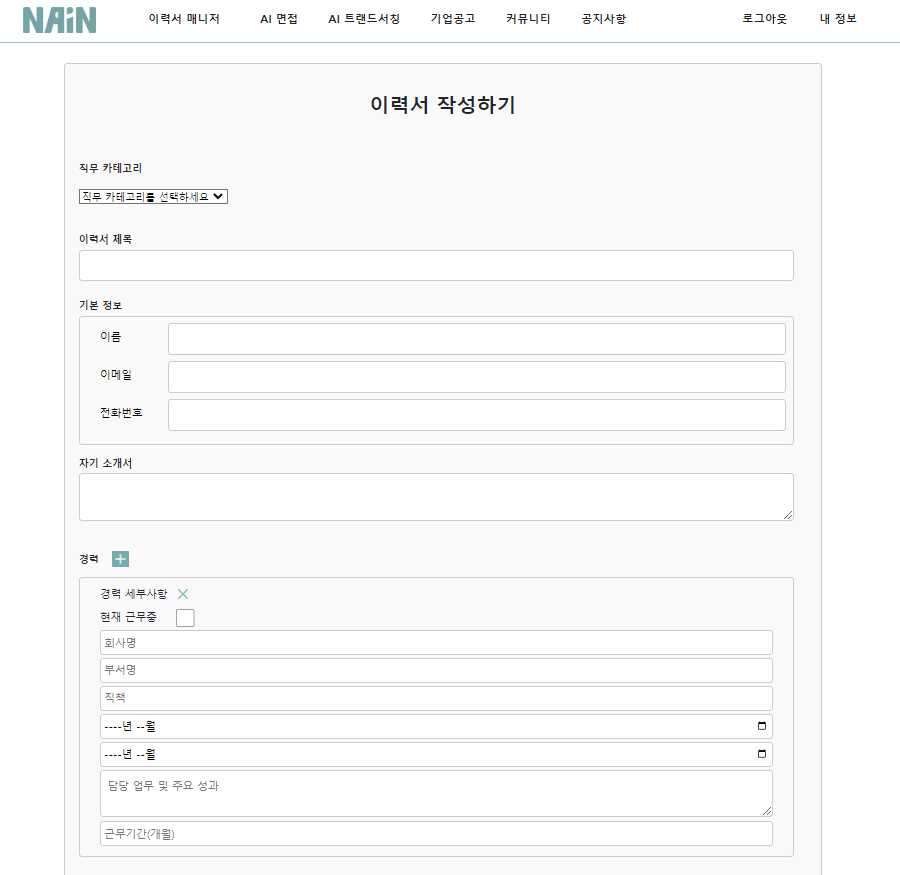 NAiN 이력서 매니저 AI 면접 AI 트랜드서칭 기업공고 커뮤니티 공지사항 로그아웃 내 정보
이력서 작성하기
직무 카테고리
직무 카테고리를 선택하세요
이력서 제목
기본 정보
이름
이메일
전화번호
자기 소개서
경력
경력 세부사항
현재 근무중
회사명
부서명
직책
----년 --월
----년 --월
담당 업무 및 주요 성과
근무기간(개월)